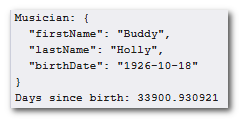 Musician: {
  "firstName": "Buddy",
  "lastName": "Holly",
  "birthDate": "1926-10-18"
}
Days since birth: 33900.930921